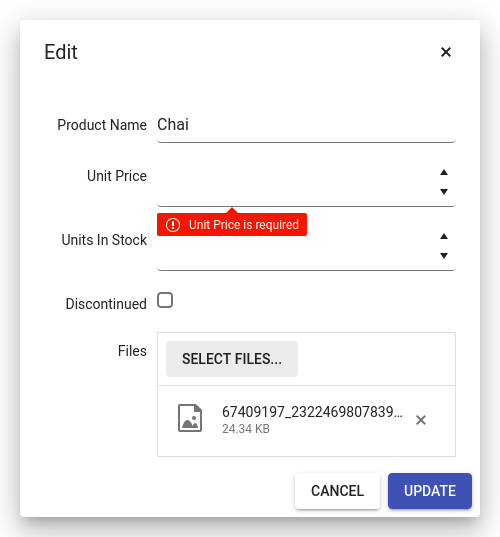 Edit
Product Name
Chai
Unit Price
Unit Price is required
Units In Stock
Discontinued
Files
SELECT FILES...
67409197_2322469807839...
24.34 KB
CANCEL
UPDATE